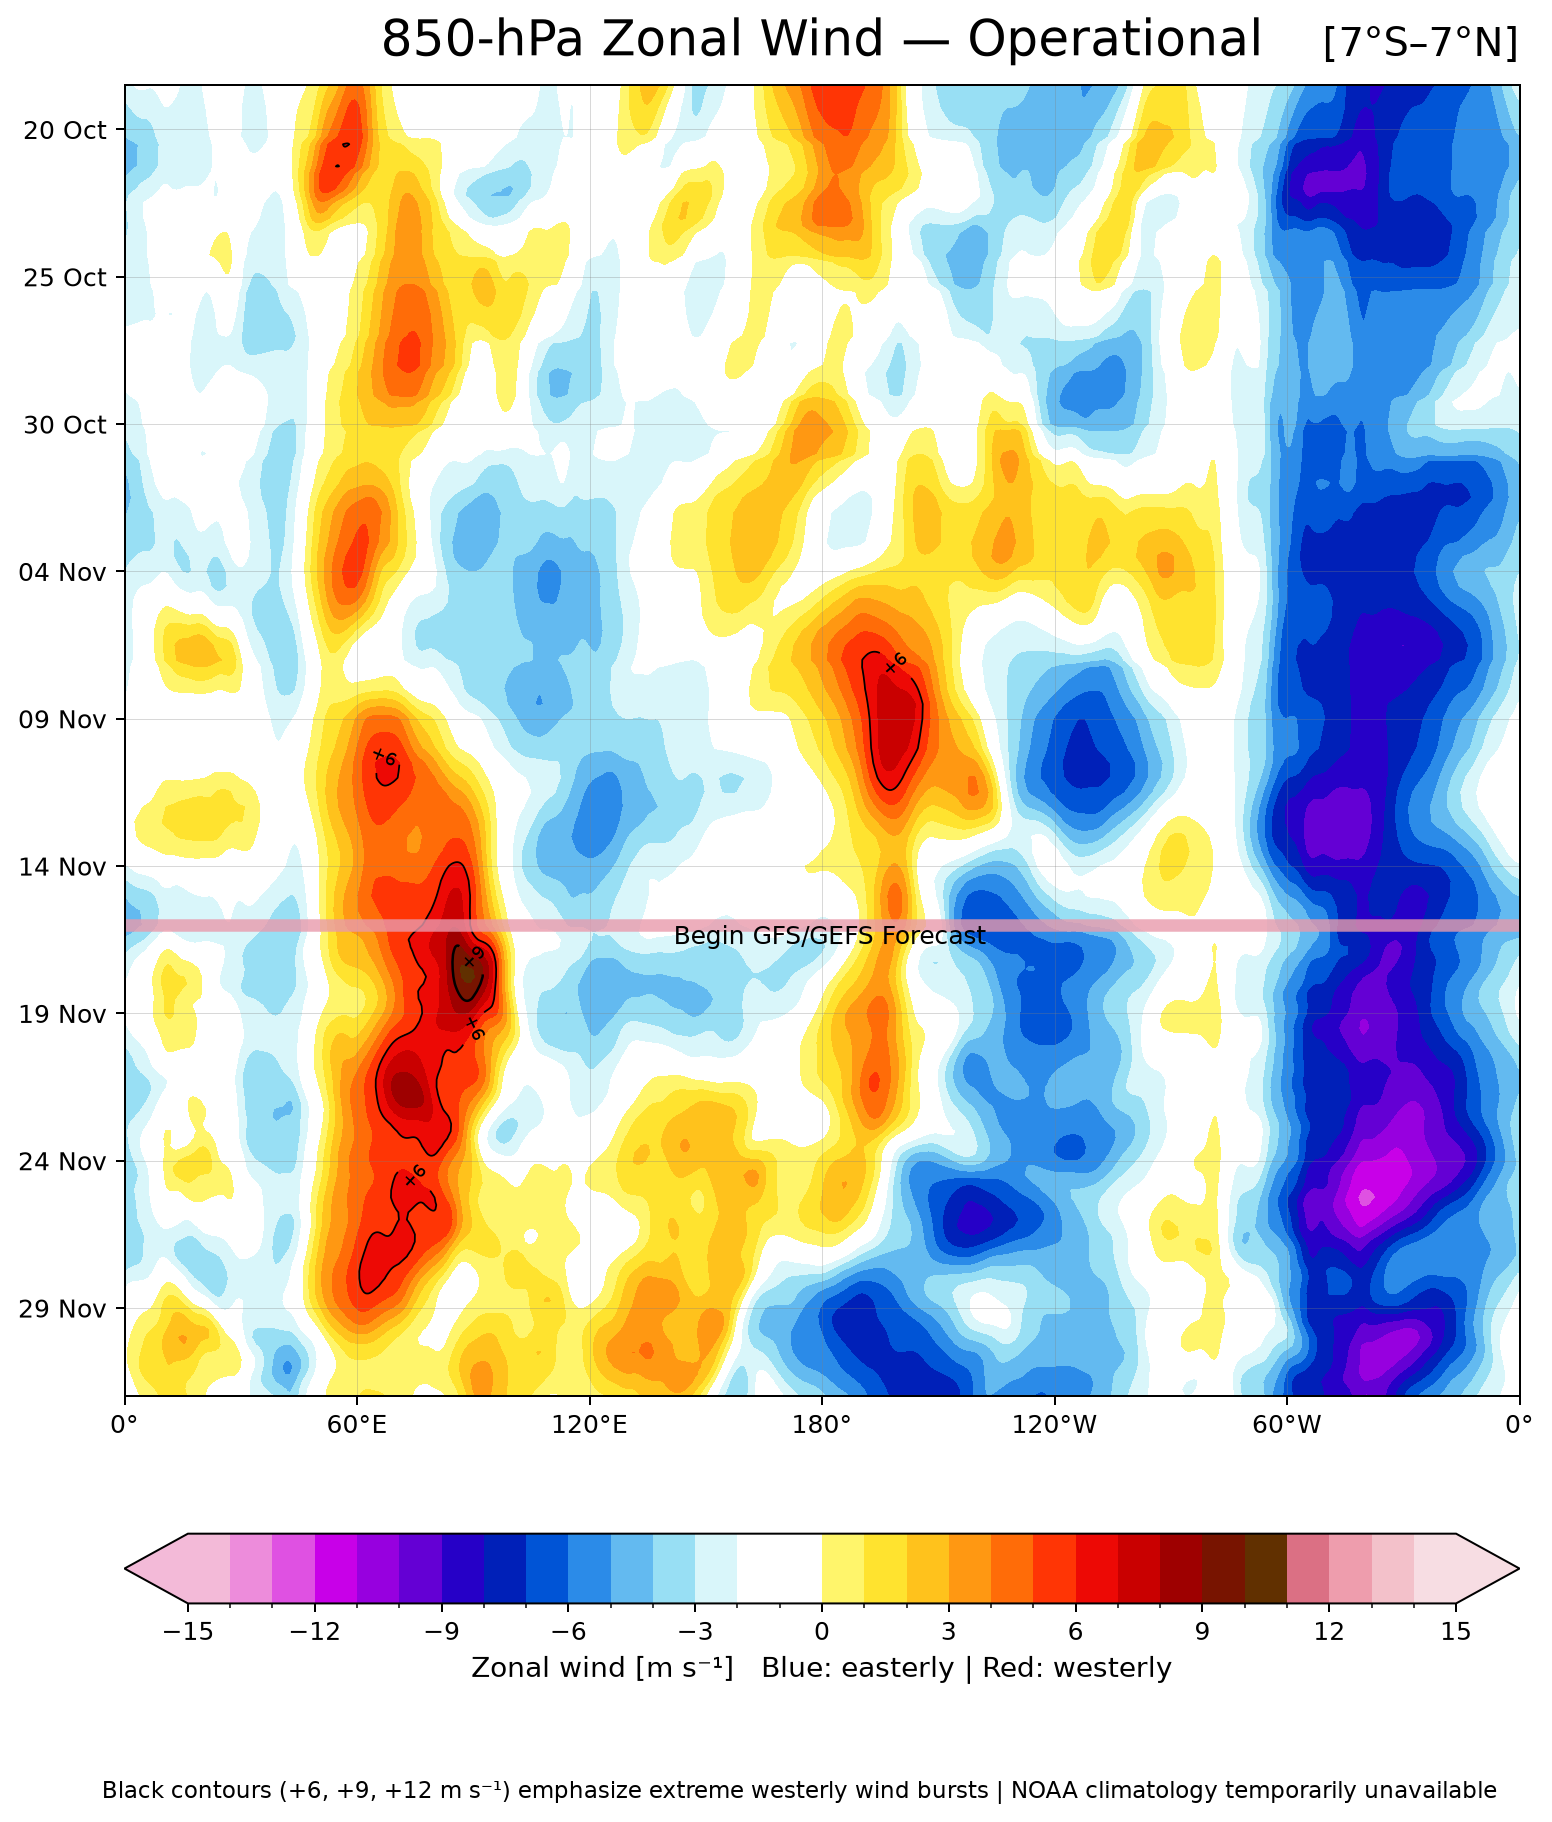 850-hPa Zonal Wind — Operational [7°S–7°N]
20 Oct
25 Oct
30 Oct
04 Nov
+6
09 Nov
+6
14 Nov
Begin GFS/GEFS Forecast
+9
19 Nov
+6
24 Nov
+6
29 Nov
0° 60°E 120°E 180° 120°W 60°W 0°
−15 −12 −9 −6 −3 0 3 6 9 12 15
Zonal wind [m s⁻¹] Blue: easterly | Red: westerly
Black contours (+6, +9, +12 m s⁻¹) emphasize extreme westerly wind bursts | NOAA climatology temporarily unavailable